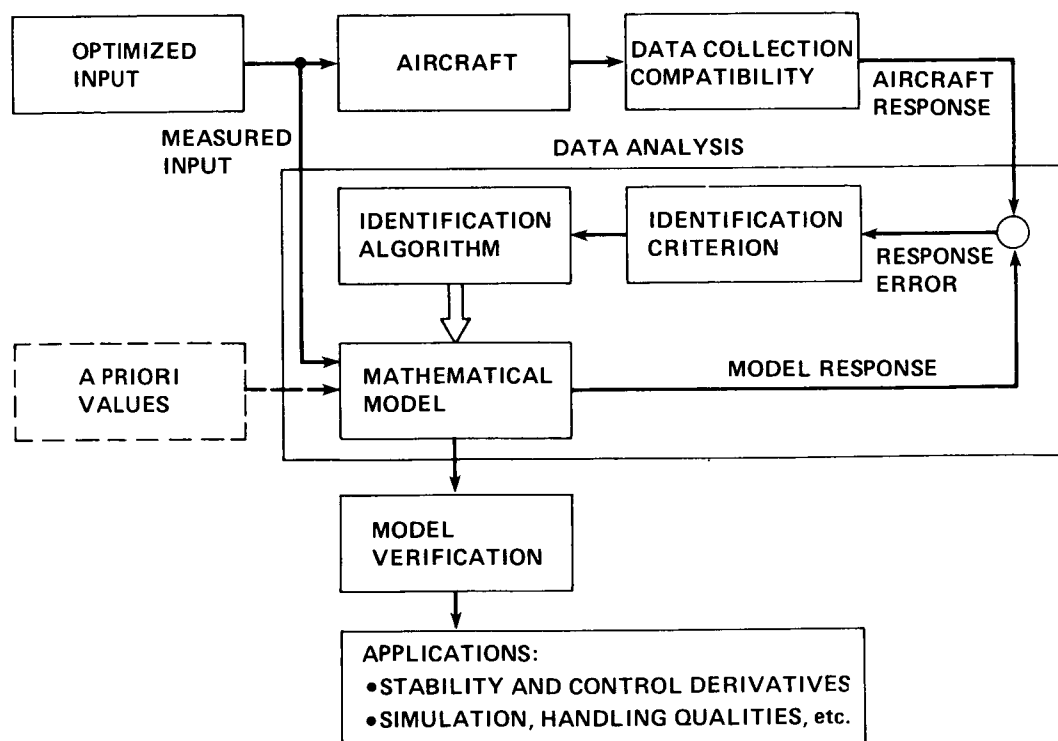 OPTIMIZED
INPUT
AIRCRAFT
DATA COLLECTION
COMPATIBILITY
AIRCRAFT
RESPONSE
MEASURED
INPUT
DATA ANALYSIS
IDENTIFICATION
ALGORITHM
IDENTIFICATION
CRITERION
RESPONSE
ERROR
A PRIORI
VALUES
MATHEMATICAL
MODEL
MODEL RESPONSE
MODEL
VERIFICATION
APPLICATIONS:
•STABILITY AND CONTROL DERIVATIVES
•SIMULATION, HANDLING QUALITIES, etc.